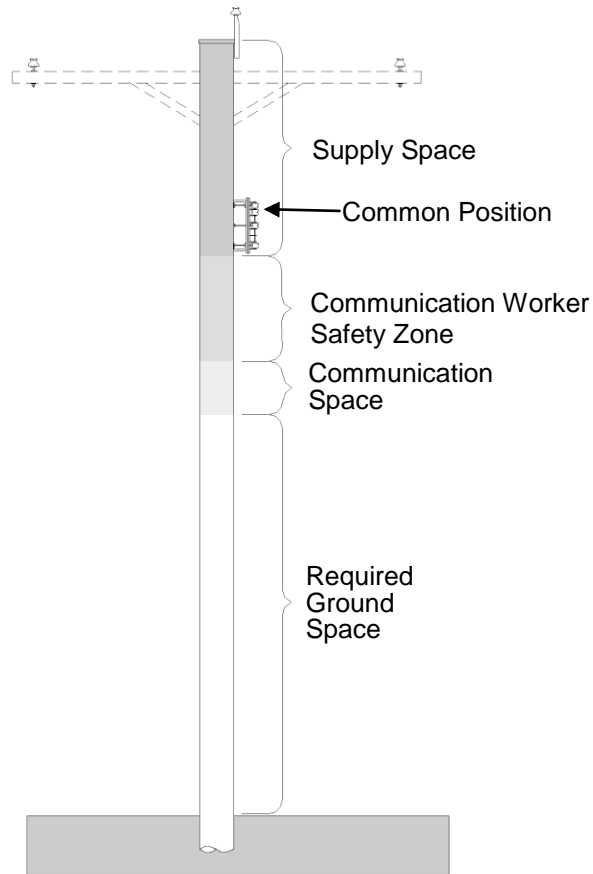 Supply Space
Common Position
Communication Worker
Safety Zone
Communication
Space
Required
Ground
Space